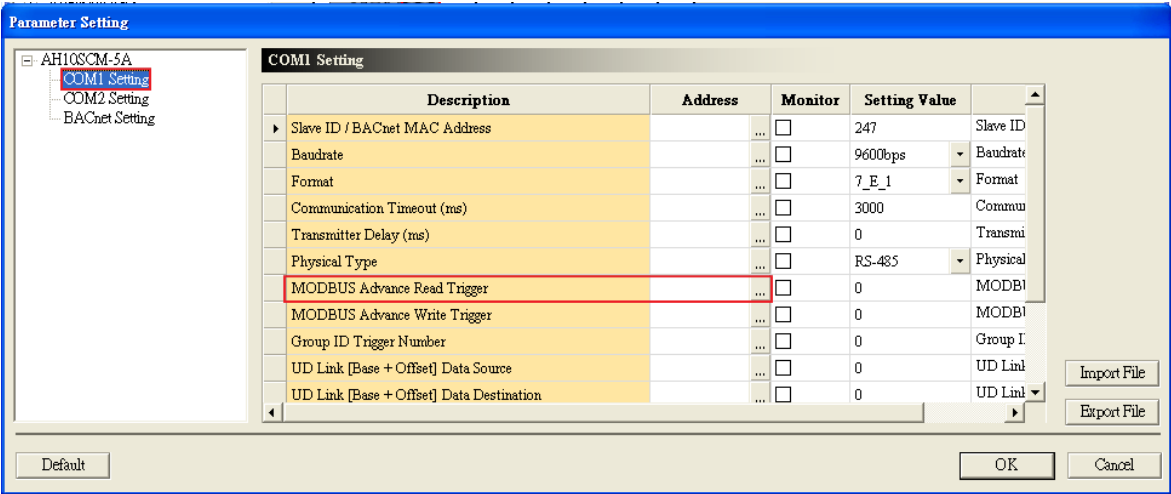 Parameter Setting
AH10SCM-5A
COM1 Setting
COM2 Setting
BACnet Setting
COM1 Setting
Description Address Monitor Setting Value
Slave ID / BACnet MAC Address ... 247 Slave ID
Baudrate ... 9600bps Baudrate
Format ... 7_E_1 Format
Communication Timeout (ms) ... 3000 Commu
Transmitter Delay (ms) ... 0 Transmi
Physical Type ... RS-485 Physical
MODBUS Advance Read Trigger ... 0 MODB
MODBUS Advance Write Trigger ... 0 MODB
Group ID Trigger Number ... 0 Group I
UD Link [Base + Offset] Data Source ... 0 UD Link
UD Link [Base + Offset] Data Destination ... 0 UD Link
Import File
Export File
Default OK Cancel